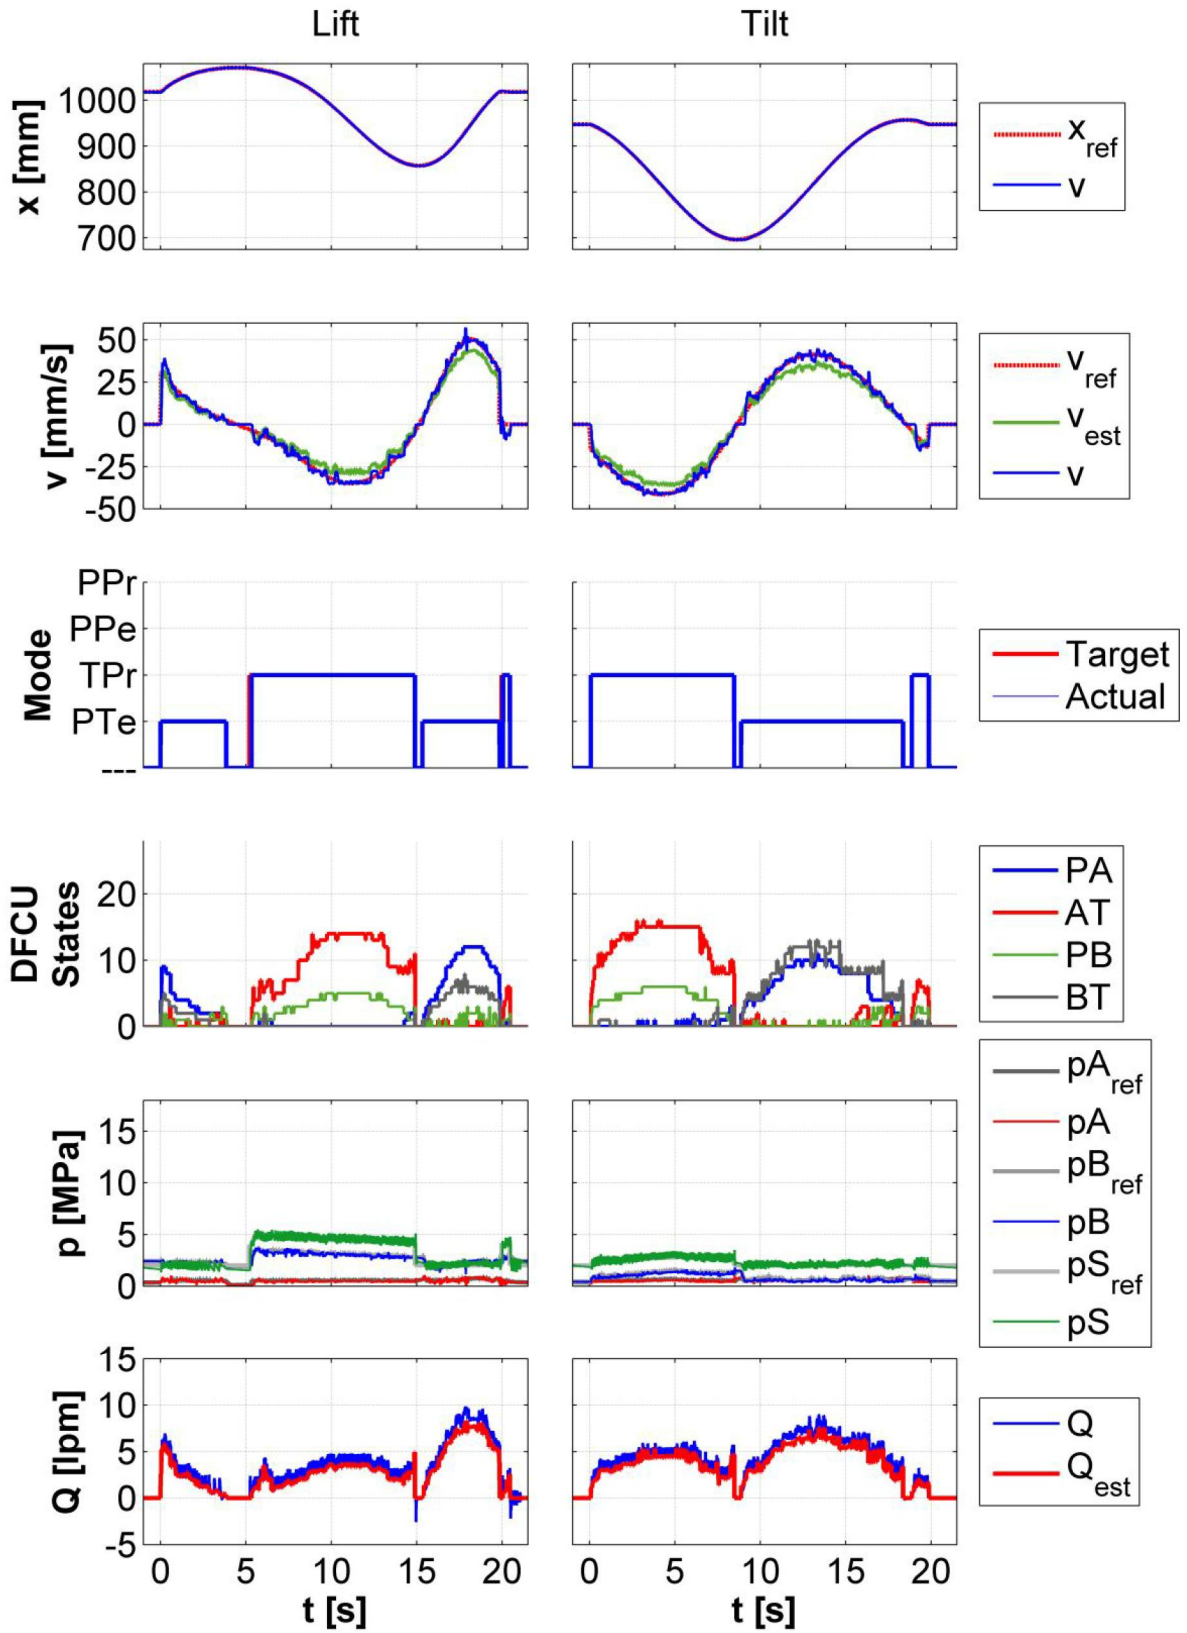 Lift Tilt
x [mm]
1000
900
800
700
x_ref
v
v [mm/s]
50
25
0
-25
-50
v_ref
v_est
v
Mode
PPr
PPe
TPr
PTe
---
Target
Actual
DFCU
States
20
10
0
PA
AT
PB
BT
p [MPa]
15
10
5
0
pA_ref
pA
pB_ref
pB
pS_ref
pS
Q [lpm]
15
10
5
0
-5
Q
Q_est
0 5 10 15 20 0 5 10 15 20
t [s] t [s]